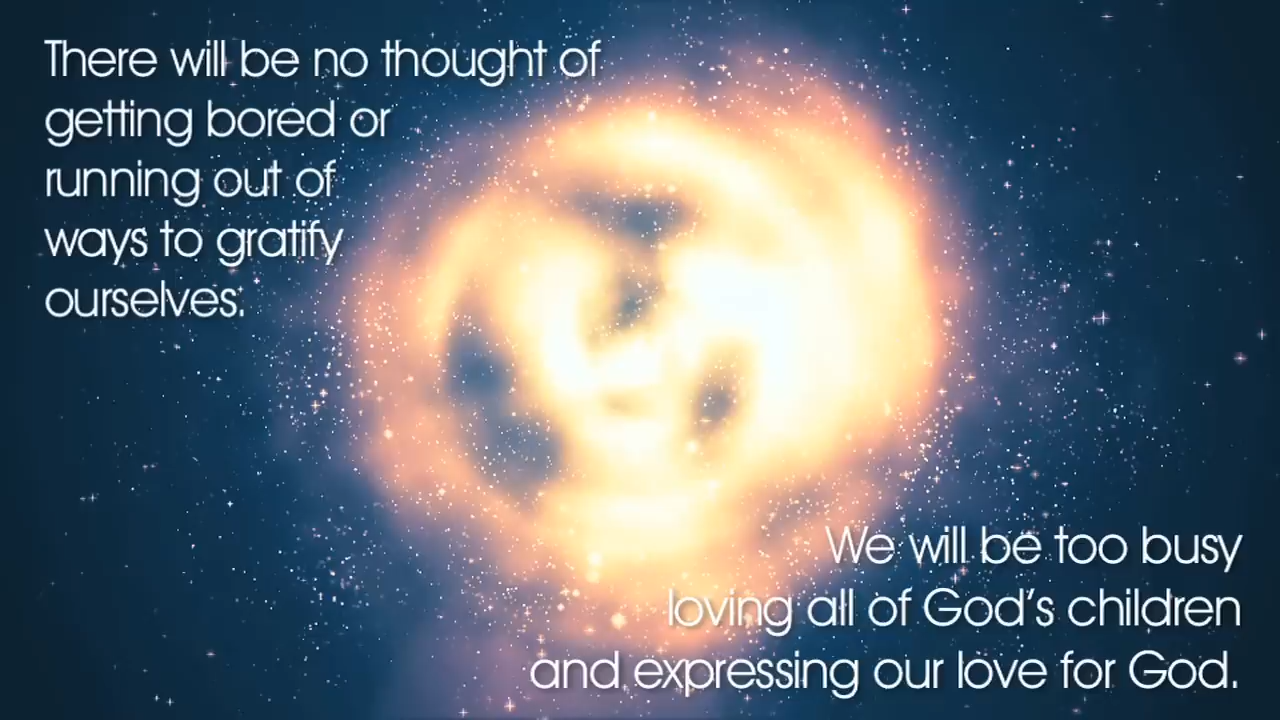 There will be no thought of
getting bored or
running out of
ways to gratify
ourselves.
We will be too busy
loving all of God's children
and expressing our love for God.